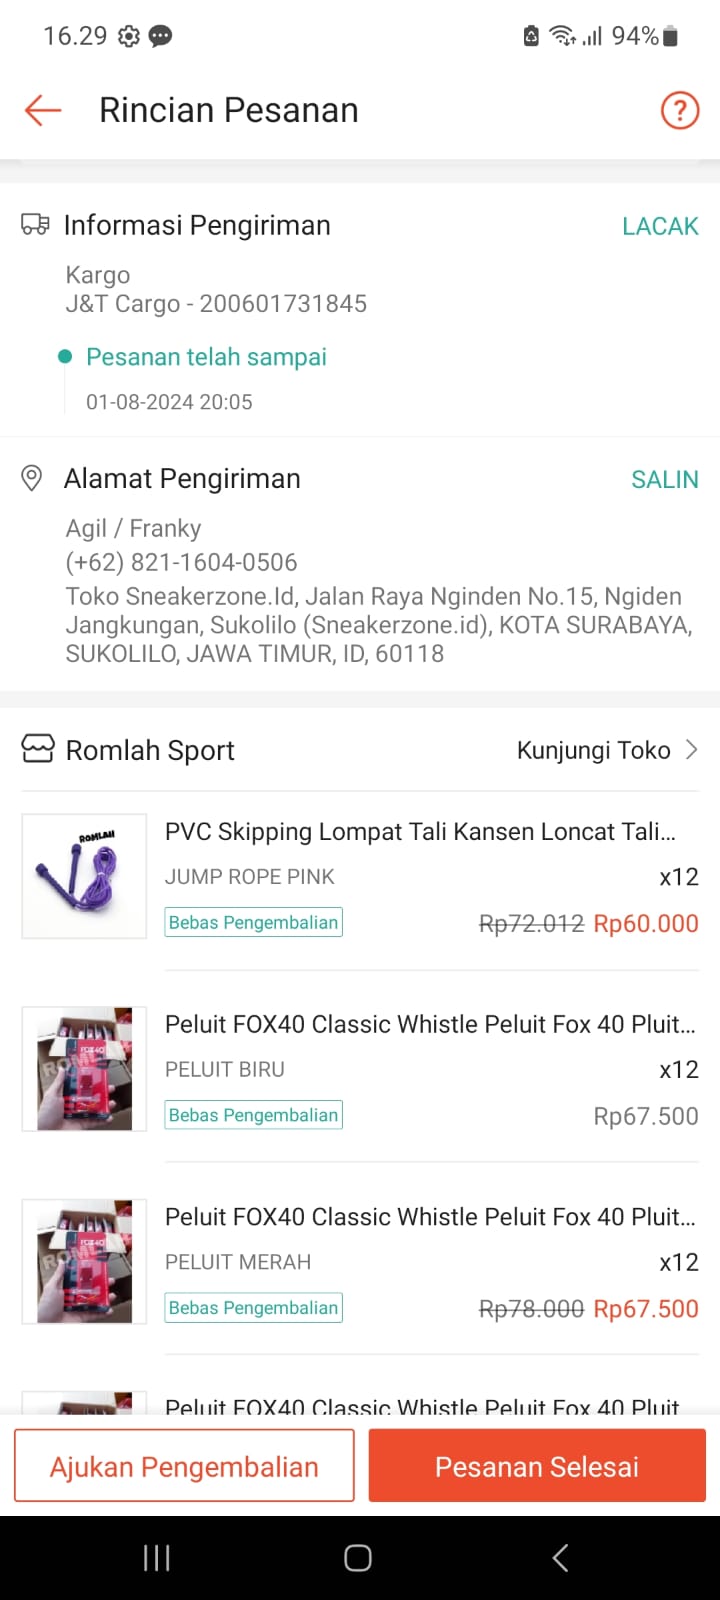 16.29
94%
Rincian Pesanan
?
Informasi Pengiriman
LACAK
Kargo
J&T Cargo - 200601731845
Pesanan telah sampai
01-08-2024 20:05
Alamat Pengiriman
SALIN
Agil / Franky
(+62) 821-1604-0506
Toko Sneakerzone.Id, Jalan Raya Nginden No.15, Ngiden
Jangkungan, Sukolilo (Sneakerzone.id), KOTA SURABAYA,
SUKOLILO, JAWA TIMUR, ID, 60118
Romlah Sport
Kunjungi Toko
ROMLAH
PVC Skipping Lompat Tali Kansen Loncat Tali...
JUMP ROPE PINK
x12
Bebas Pengembalian
Rp72.012 Rp60.000
FOX40
Peluit FOX40 Classic Whistle Peluit Fox 40 Pluit...
PELUIT BIRU
x12
Bebas Pengembalian
Rp67.500
FOX40
Peluit FOX40 Classic Whistle Peluit Fox 40 Pluit...
PELUIT MERAH
x12
Bebas Pengembalian
Rp78.000 Rp67.500
Peluit FOX40 Classic Whistle Peluit Fox 40 Pluit
Ajukan Pengembalian
Pesanan Selesai